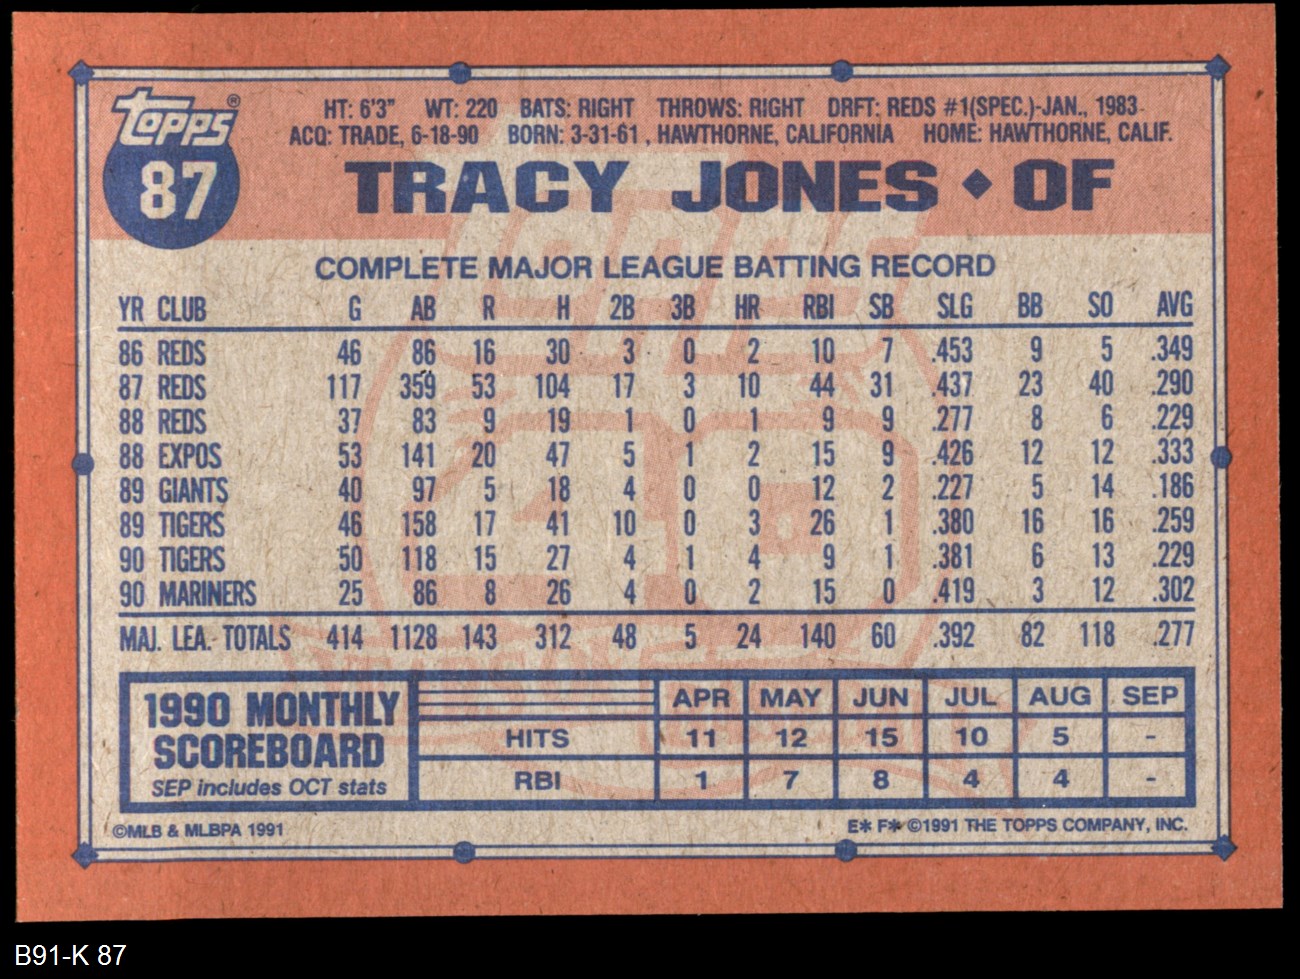 Topps®
87
HT: 6'3" WT: 220 BATS: RIGHT THROWS: RIGHT DRFT: REDS #1(SPEC.)-JAN., 1983
ACQ: TRADE, 6-18-90 BORN: 3-31-61, HAWTHORNE, CALIFORNIA HOME: HAWTHORNE, CALIF.
TRACY JONES ♦ OF
COMPLETE MAJOR LEAGUE BATTING RECORD
YR CLUB G AB R H 2B 3B HR RBI SB SLG BB SO AVG
86 REDS 46 86 16 30 3 0 2 10 7 .453 9 5 .349
87 REDS 117 359 53 104 17 3 10 44 31 .437 23 40 .290
88 REDS 37 83 9 19 1 0 1 9 9 .277 8 6 .229
88 EXPOS 53 141 20 47 5 1 2 15 9 .426 12 12 .333
89 GIANTS 40 97 5 18 4 0 0 12 2 .227 5 14 .186
89 TIGERS 46 158 17 41 10 0 3 26 1 .380 16 16 .259
90 TIGERS 50 118 15 27 4 1 4 9 1 .381 6 13 .229
90 MARINERS 25 86 8 26 4 0 2 15 0 .419 3 12 .302
MAJ. LEA. TOTALS 414 1128 143 312 48 5 24 140 60 .392 82 118 .277
1990 MONTHLY
SCOREBOARD
SEP includes OCT stats
APR MAY JUN JUL AUG SEP
HITS 11 12 15 10 5 -
RBI 1 7 8 4 4 -
©MLB & MLBPA 1991
E* F* ©1991 THE TOPPS COMPANY, INC.
B91-K 87